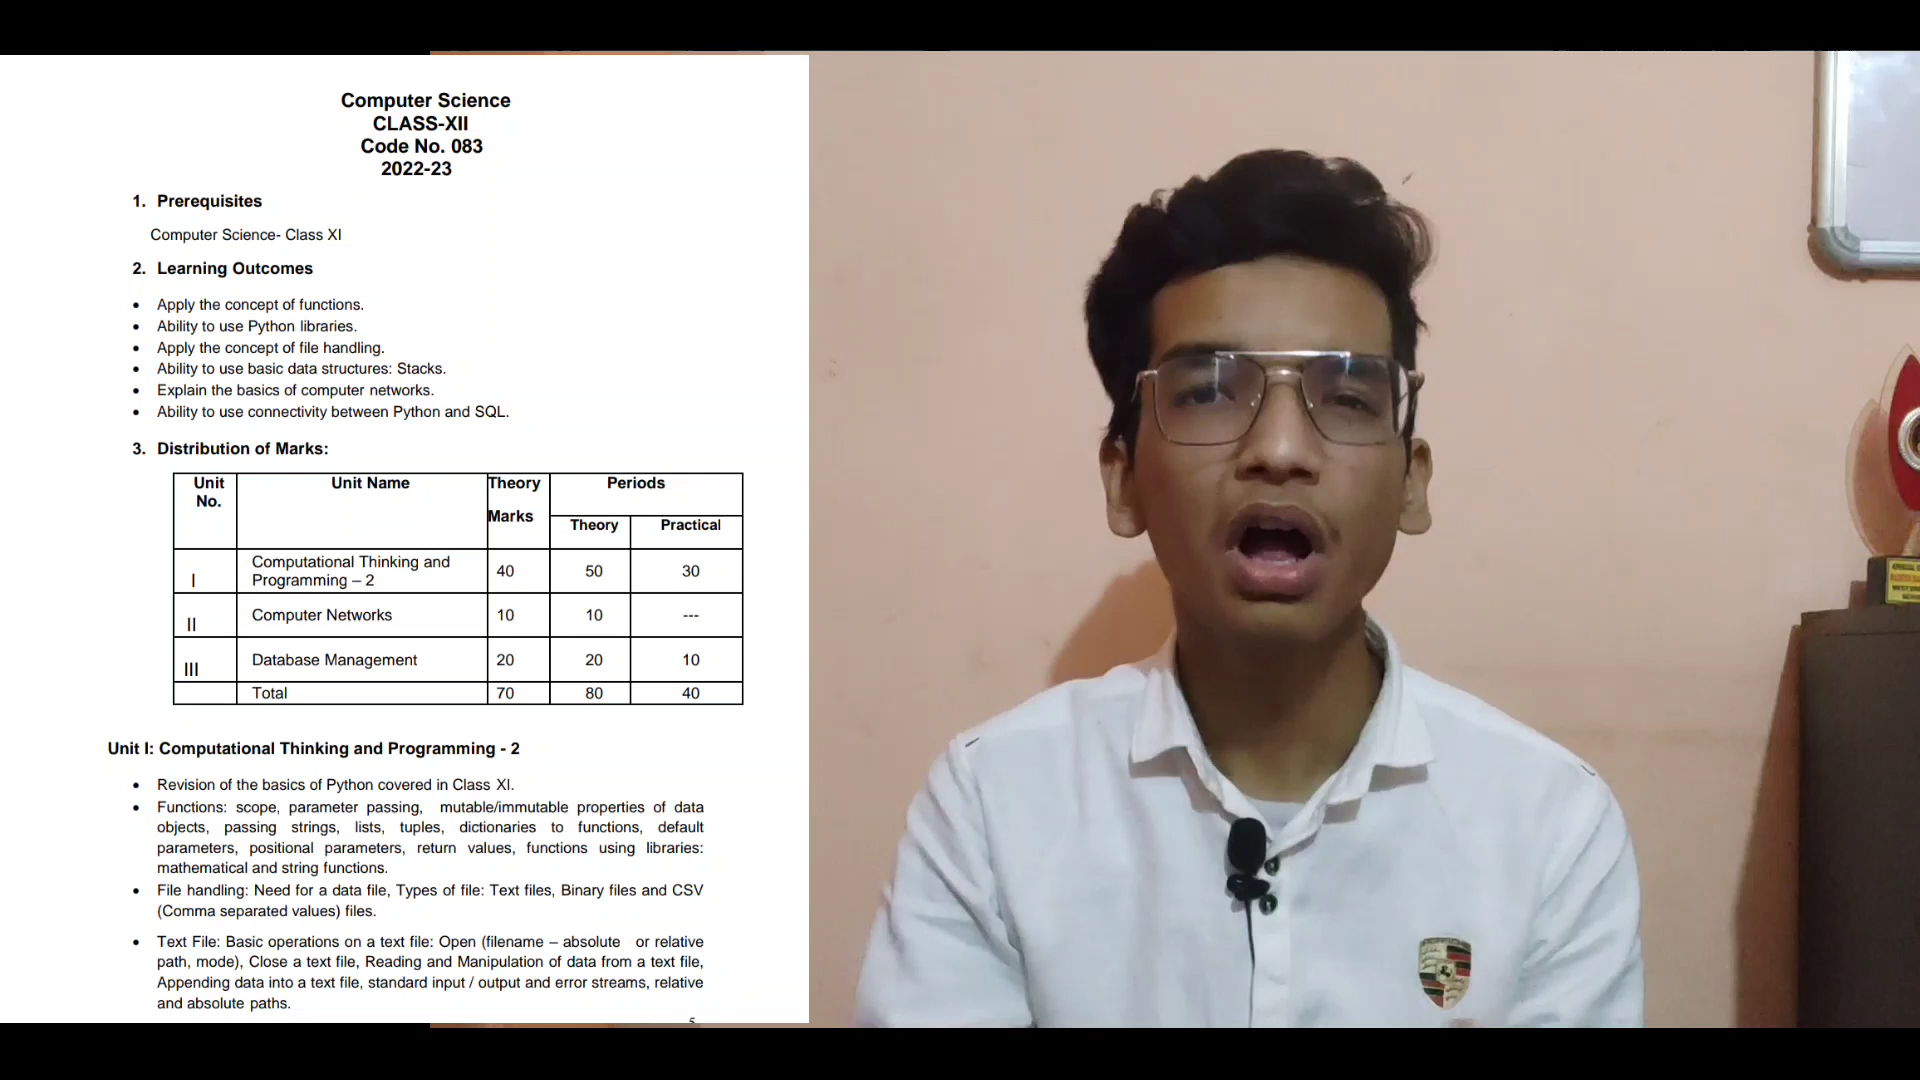 Computer Science
CLASS-XII
Code No. 083
2022-23
1. Prerequisites
Computer Science- Class XI
2. Learning Outcomes
• Apply the concept of functions.
• Ability to use Python libraries.
• Apply the concept of file handling.
• Ability to use basic data structures: Stacks.
• Explain the basics of computer networks.
• Ability to use connectivity between Python and SQL.
3. Distribution of Marks:
Unit No. Unit Name Theory Marks Periods
Theory Practical
I Computational Thinking and Programming – 2 40 50 30
II Computer Networks 10 10 ---
III Database Management 20 20 10
Total 70 80 40
Unit I: Computational Thinking and Programming - 2
• Revision of the basics of Python covered in Class XI.
• Functions: scope, parameter passing, mutable/immutable properties of data
objects, passing strings, lists, tuples, dictionaries to functions, default
parameters, positional parameters, return values, functions using libraries:
mathematical and string functions.
• File handling: Need for a data file, Types of file: Text files, Binary files and CSV
(Comma separated values) files.
• Text File: Basic operations on a text file: Open (filename – absolute or relative
path, mode), Close a text file, Reading and Manipulation of data from a text file,
Appending data into a text file, standard input / output and error streams, relative
and absolute paths.